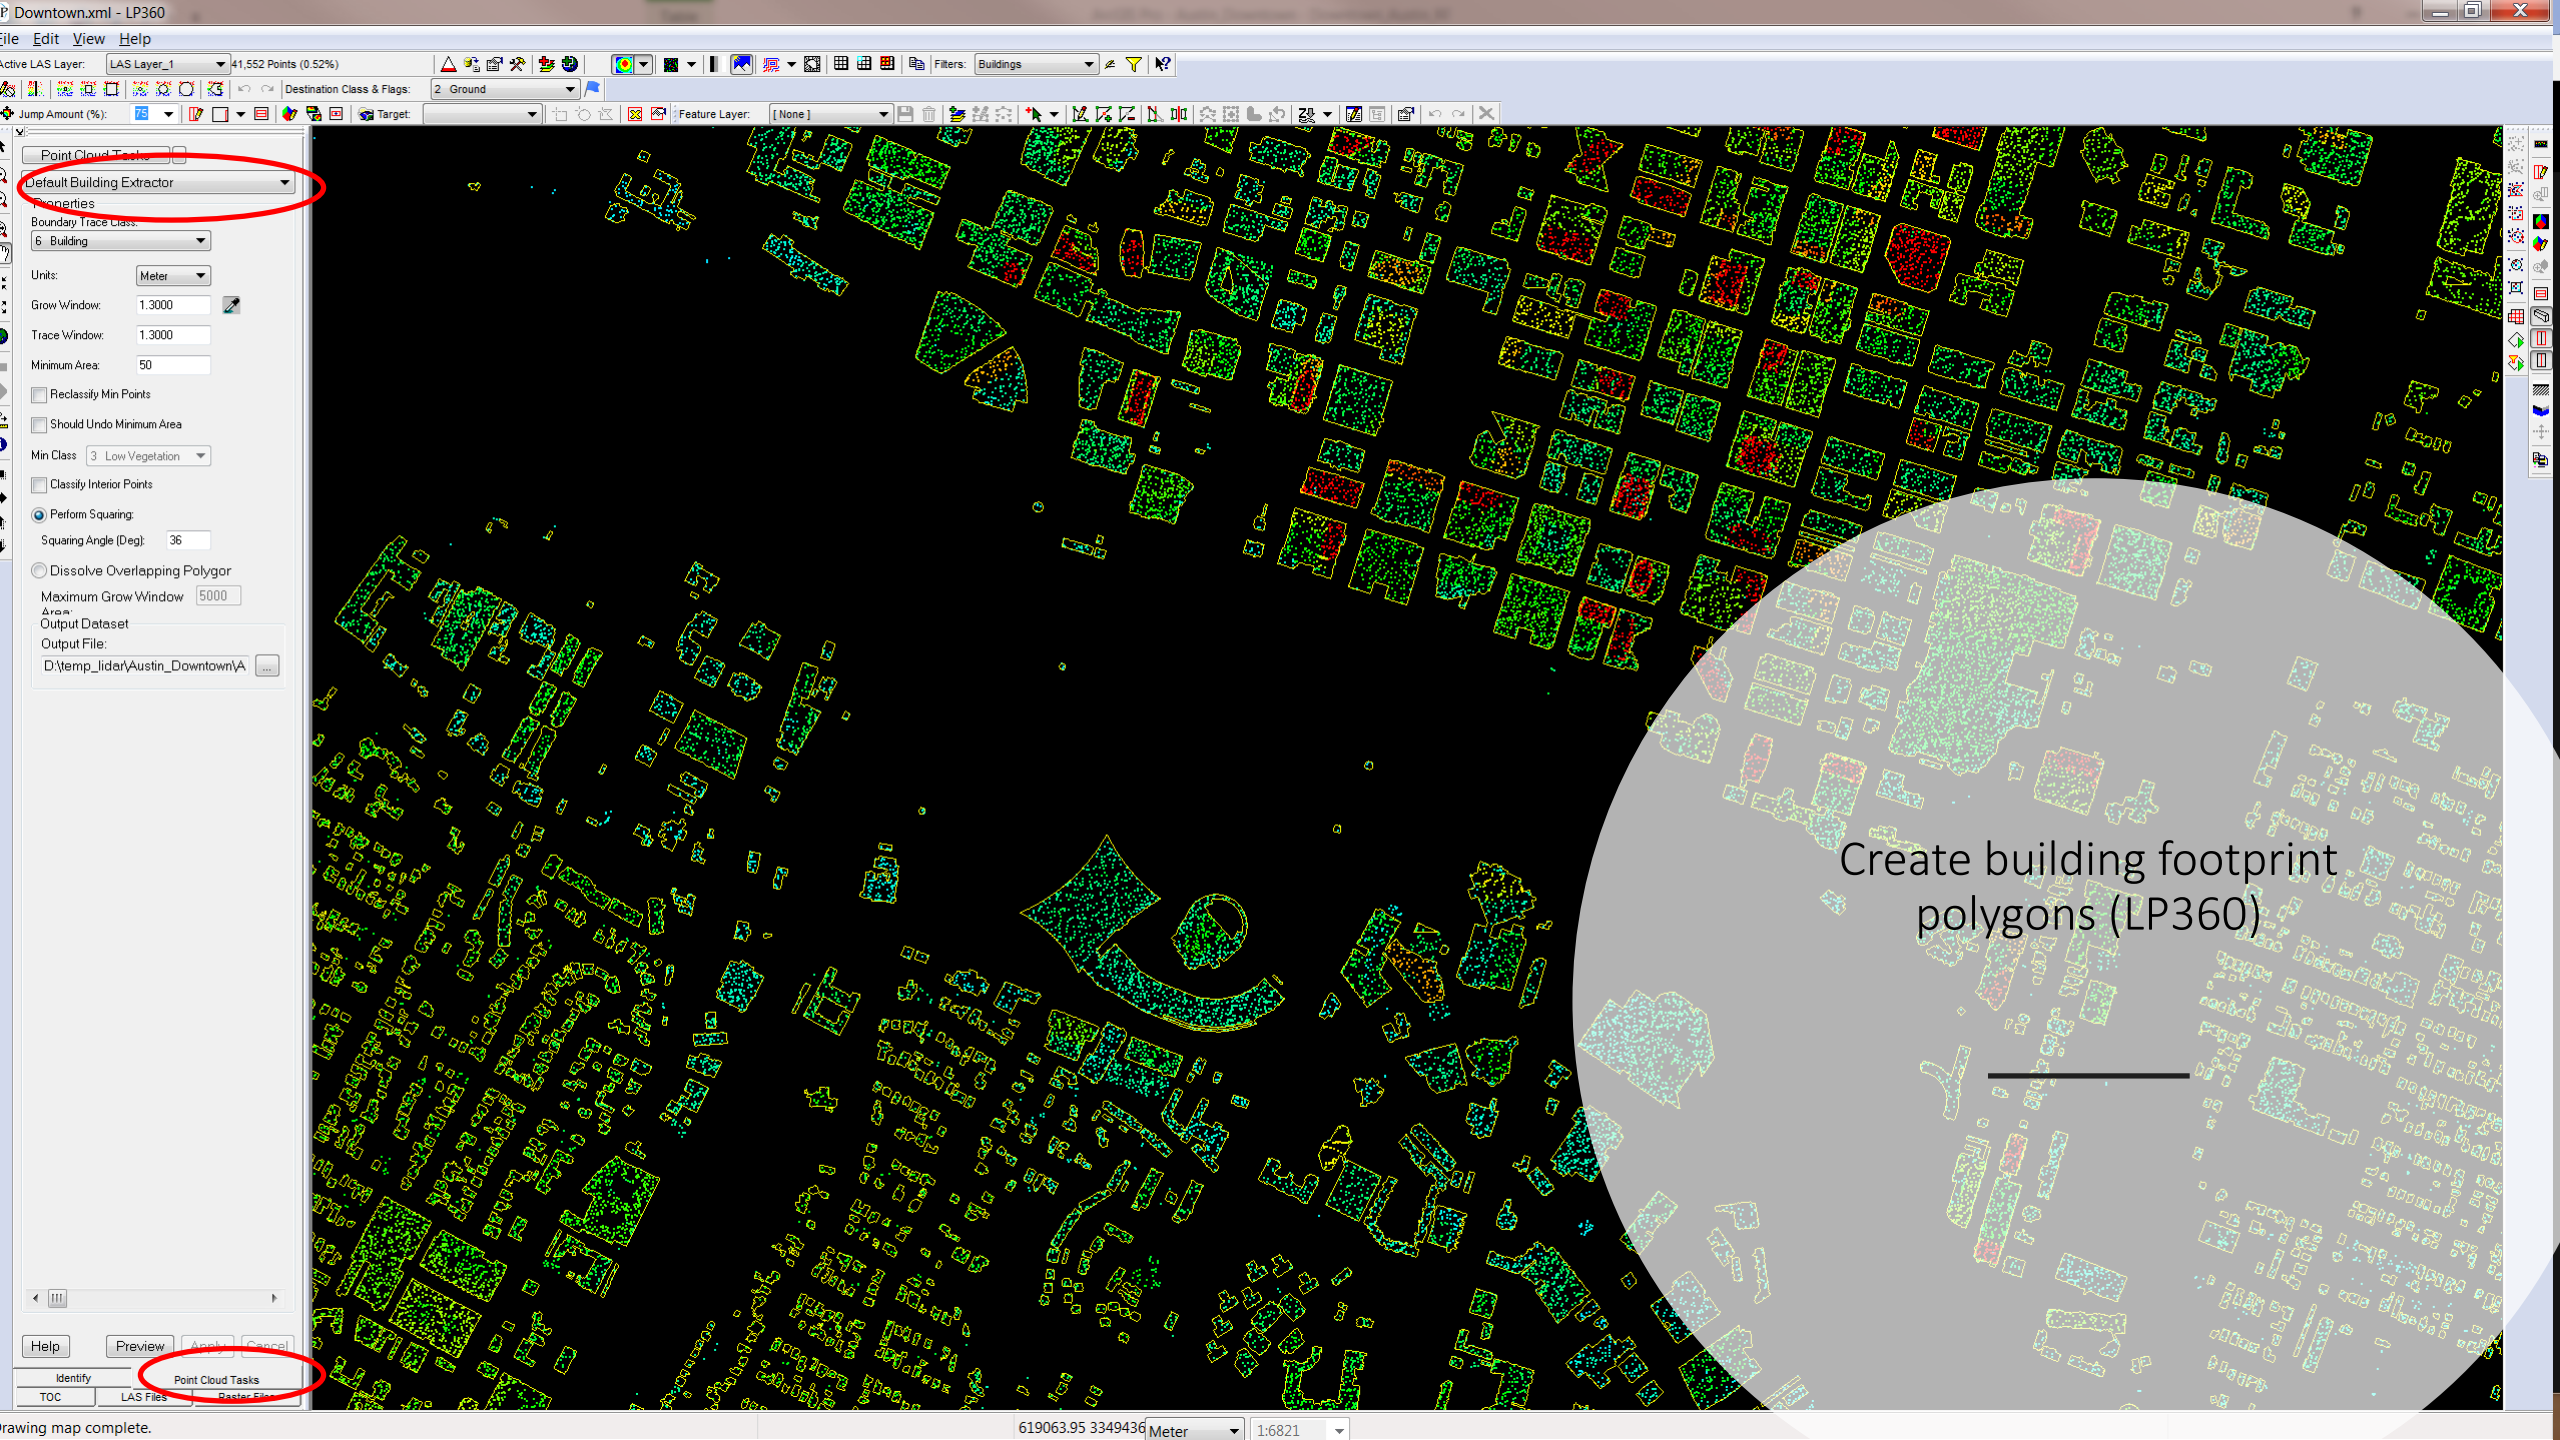 Downtown.xml - LP360
File Edit View Help
Active LAS Layer: LAS Layer_1 41,552 Points (0.52%) Filters: Buildings
Destination Class & Flags: 2 Ground
Jump Amount (%): 75 Target: Feature Layer: [None]
Point Cloud Tasks
Default Building Extractor
Properties
Boundary Trace Class:
6 Building
Units: Meter
Grow Window: 1.3000
Trace Window: 1.3000
Minimum Area: 50
Reclassify Min Points
Should Undo Minimum Area
Min Class 3 Low Vegetation
Classify Interior Points
Perform Squaring:
Squaring Angle (Deg): 36
Dissolve Overlapping Polygor
Maximum Grow Window 5000
Area:
Output Dataset
Output File:
D:\temp_lidar\Austin_Downtown\A ...
Create building footprint
polygons (LP360)
Help Preview Apply Cancel
Identify Point Cloud Tasks
TOC LAS Files Raster Files
Drawing map complete.
619063.95 3349436 Meter 1:6821